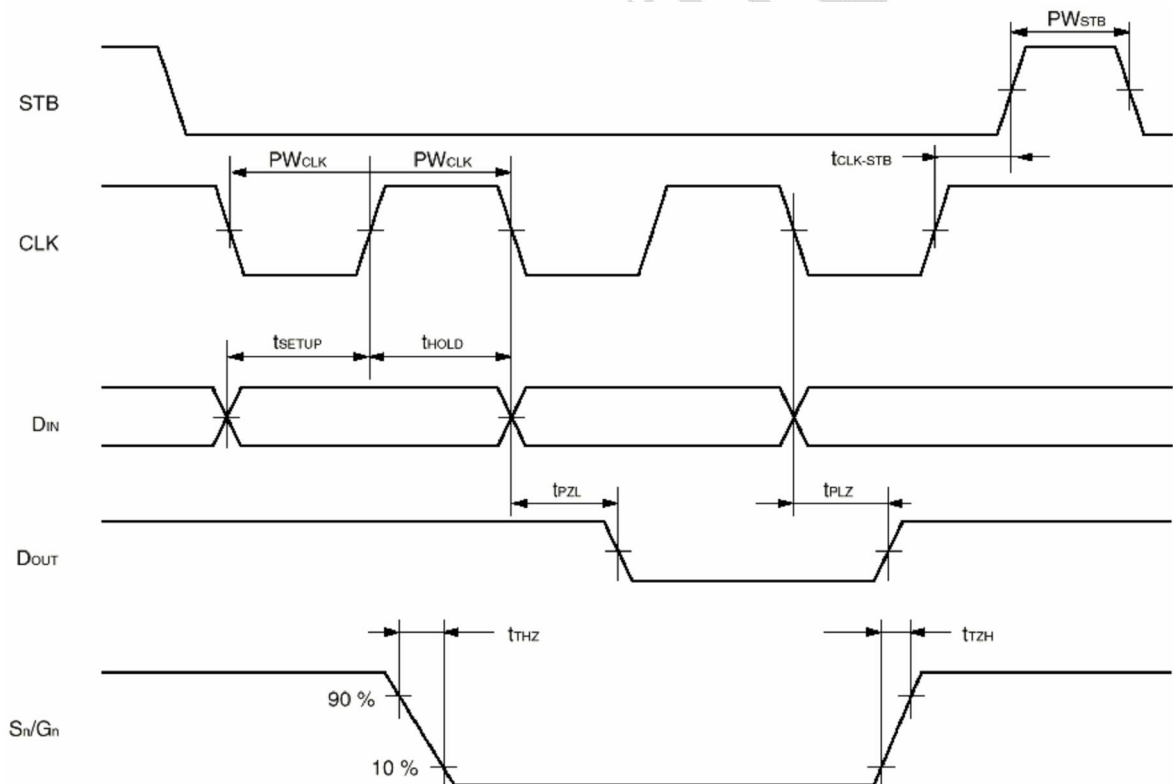 PWSTB
STB
tCLK-STB
PWCLK PWCLK
CLK
tSETUP tHOLD
DIN
tPZL tPLZ
DOUT
tTHZ tTZH
90 %
Sn/Gn
10 %